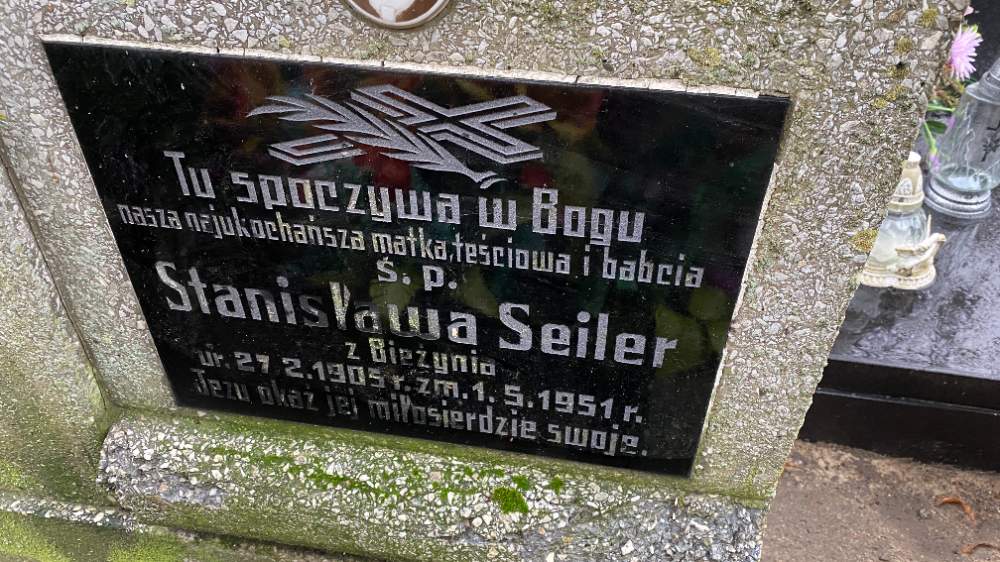 Tu spoczywa w Bogu
nasza najukochańsza matka, teściowa i babcia
ś. p.
Stanisława Seiler
z Bieżynia
ur. 27. 2. 1905 r. zm. 1. 5. 1951 r.
Jezu okaż jej miłosierdzie swoje.